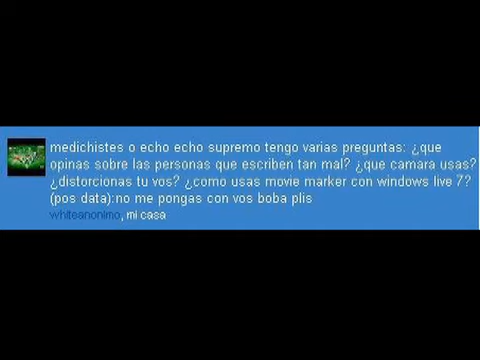 medichistes o echo echo supremo tengo varias preguntas: ¿que
opinas sobre las personas que escriben tan mal? ¿que camara usas?
¿distorcionas tu vos? ¿como usas movie marker con windows live 7?
(pos data):no me pongas con vos boba plis
whiteanonimo, mi casa